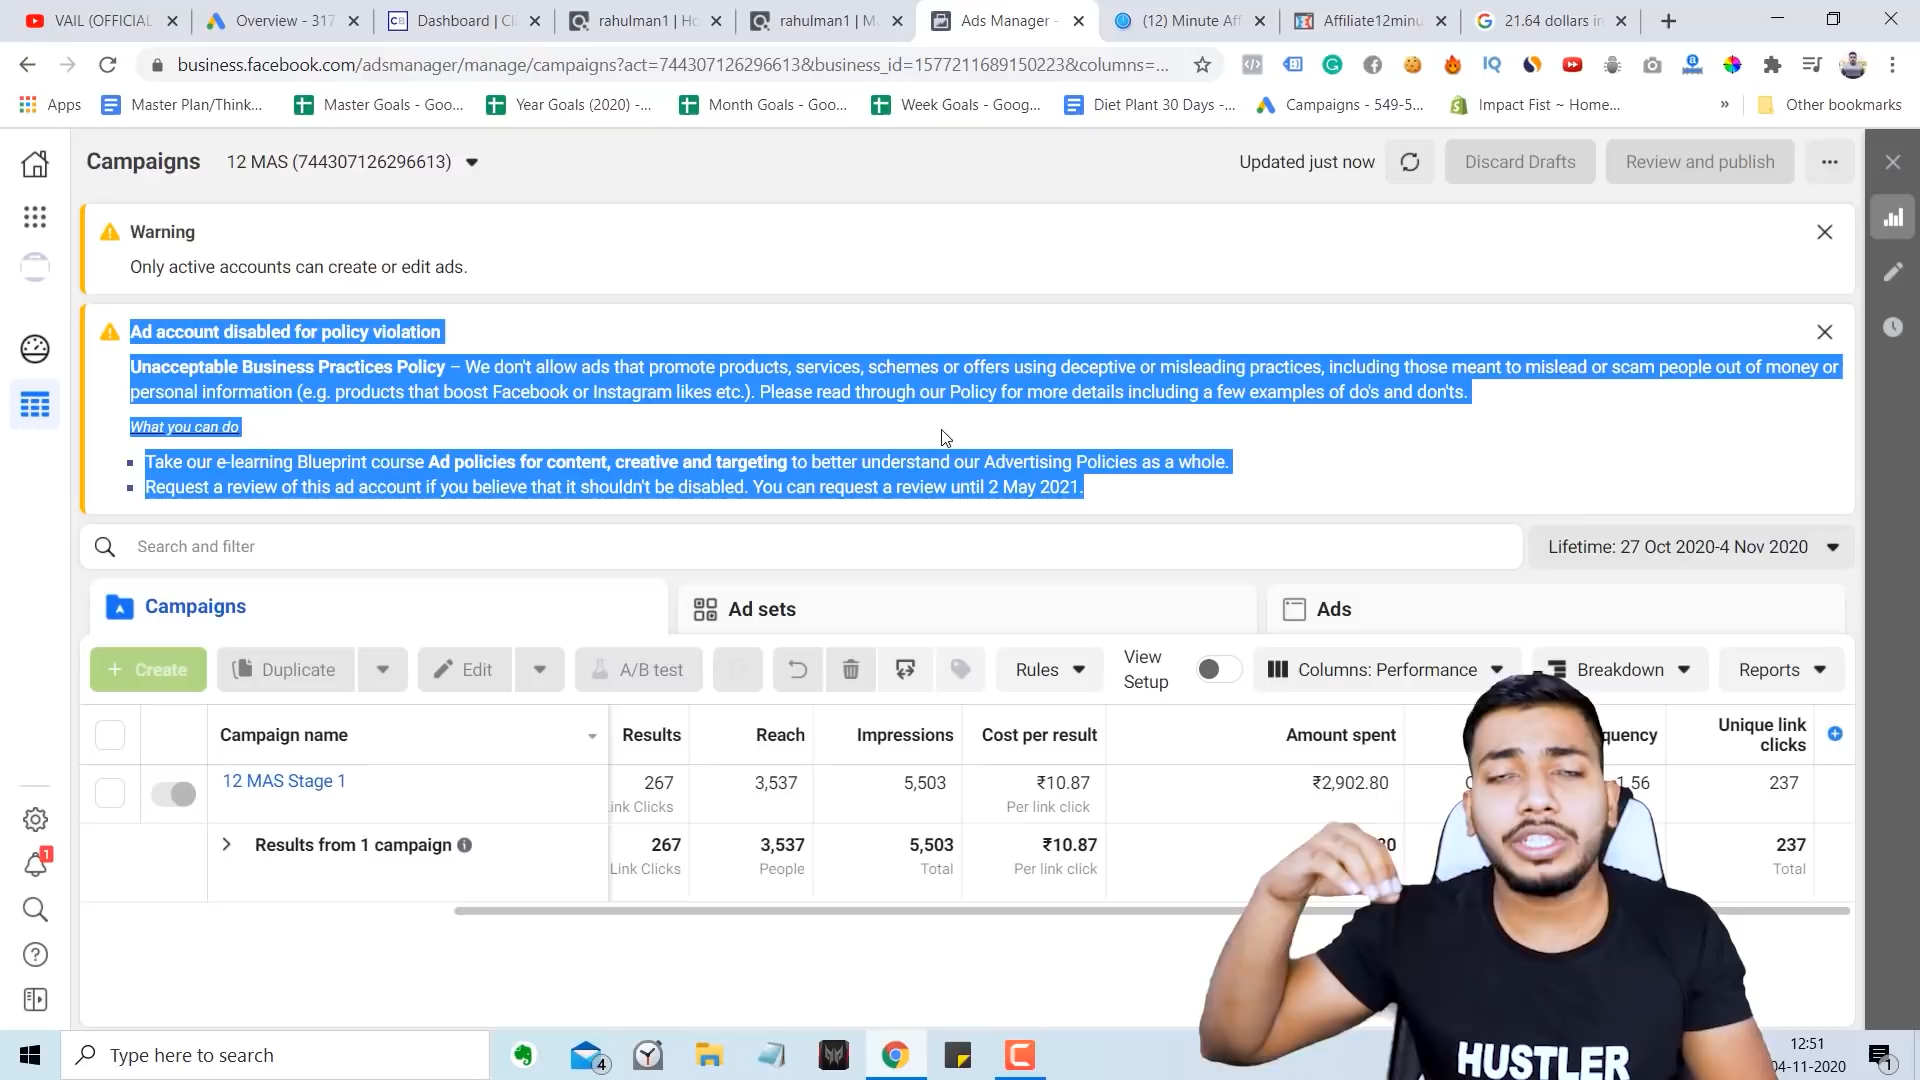 VAIL (OFFICIAL
Overview - 317
Dashboard | Cli
rahulman1 | Ho
rahulman1 | M
Ads Manager -
(12) Minute Aff
Affiliate12minu
21.64 dollars in
business.facebook.com/adsmanager/manage/campaigns?act=744307126296613&business_id=1577211689150223&columns=...
Apps
Master Plan/Think...
Master Goals - Goo...
Year Goals (2020) -...
Month Goals - Goo...
Week Goals - Goog...
Diet Plant 30 Days -...
Campaigns - 549-5...
Impact Fist ~ Home...
»
Other bookmarks
Campaigns
12 MAS (744307126296613)
Updated just now
Discard Drafts
Review and publish
Warning
Only active accounts can create or edit ads.
Ad account disabled for policy violation
Unacceptable Business Practices Policy – We don't allow ads that promote products, services, schemes or offers using deceptive or misleading practices, including those meant to mislead or scam people out of money or
personal information (e.g. products that boost Facebook or Instagram likes etc.). Please read through our Policy for more details including a few examples of do's and don'ts.
What you can do
Take our e-learning Blueprint course Ad policies for content, creative and targeting to better understand our Advertising Policies as a whole.
Request a review of this ad account if you believe that it shouldn't be disabled. You can request a review until 2 May 2021.
Search and filter
Lifetime: 27 Oct 2020-4 Nov 2020
Campaigns
Ad sets
Ads
+ Create
Duplicate
Edit
A/B test
Rules
View
Setup
Columns: Performance
Breakdown
Reports
Campaign name
Results
Reach
Impressions
Cost per result
Amount spent
quency
Unique link
clicks
12 MAS Stage 1
267
3,537
5,503
₹10.87
₹2,902.80
1.56
237
ink Clicks
Per link click
Results from 1 campaign
267
3,537
5,503
₹10.87
80
237
Link Clicks
People
Total
Per link click
Total
1
HUSTLER
Type here to search
4
12:51
04-11-2020
1